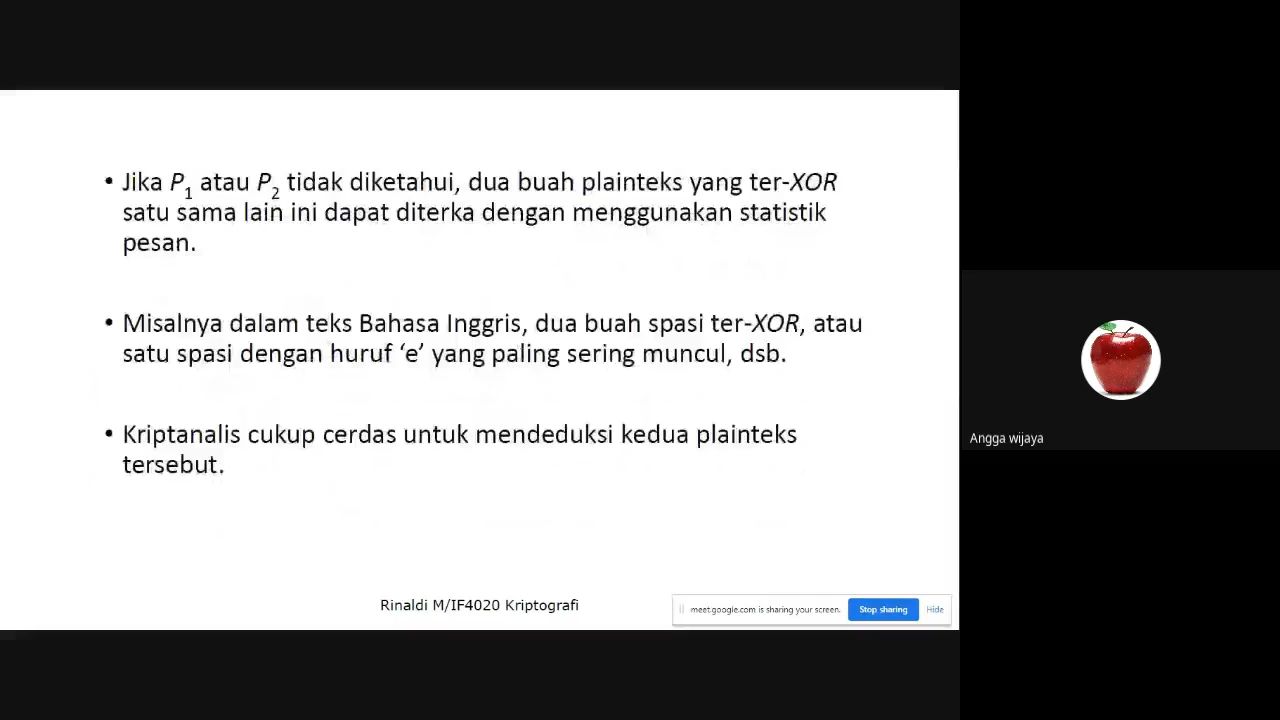 • Jika P1 atau P2 tidak diketahui, dua buah plainteks yang ter-XOR
satu sama lain ini dapat diterka dengan menggunakan statistik
pesan.
• Misalnya dalam teks Bahasa Inggris, dua buah spasi ter-XOR, atau
satu spasi dengan huruf ‘e’ yang paling sering muncul, dsb.
• Kriptanalis cukup cerdas untuk mendeduksi kedua plainteks
tersebut.
Rinaldi M/IF4020 Kriptografi
meet.google.com is sharing your screen. Stop sharing Hide
Angga wijaya